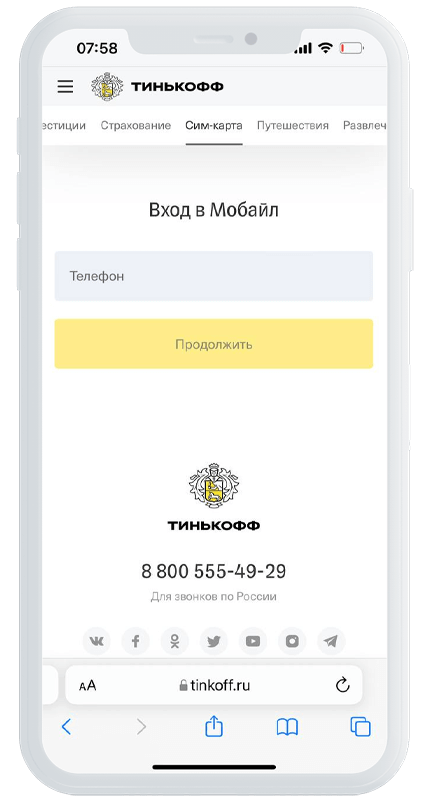 07:58
ТИНЬКОФФ
естиции Страхование Сим-карта Путешествия Развлеч
Вход в Мобайл
Телефон
Продолжить
ТИНЬКОФФ
8 800 555-49-29
Для звонков по России
AA tinkoff.ru